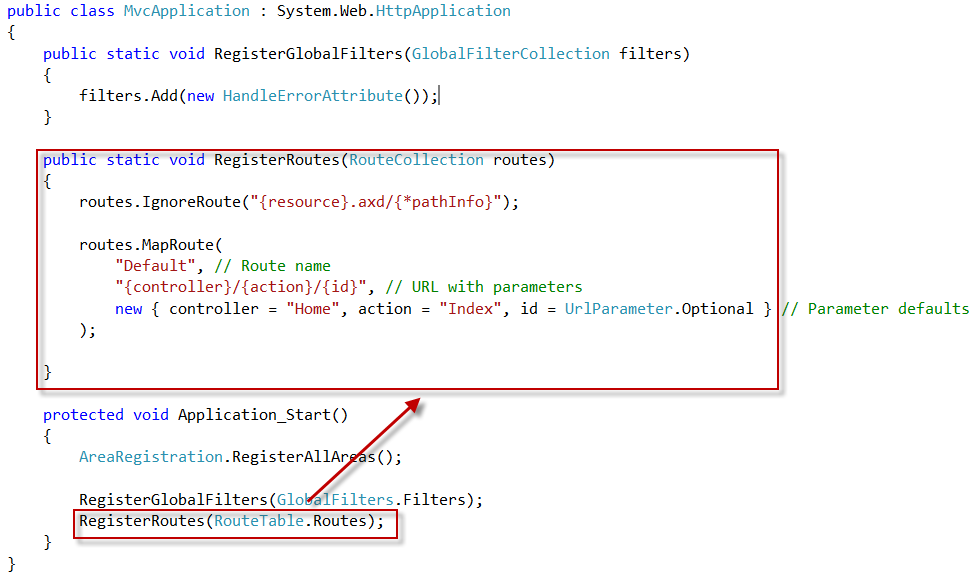 public class MvcApplication : System.Web.HttpApplication
{
    public static void RegisterGlobalFilters(GlobalFilterCollection filters)
    {
        filters.Add(new HandleErrorAttribute());
    }

    public static void RegisterRoutes(RouteCollection routes)
    {
        routes.IgnoreRoute("{resource}.axd/{*pathInfo}");

        routes.MapRoute(
            "Default", // Route name
            "{controller}/{action}/{id}", // URL with parameters
            new { controller = "Home", action = "Index", id = UrlParameter.Optional } // Parameter defaults
        );

    }

    protected void Application_Start()
    {
        AreaRegistration.RegisterAllAreas();

        RegisterGlobalFilters(GlobalFilters.Filters);
        RegisterRoutes(RouteTable.Routes);
    }
}